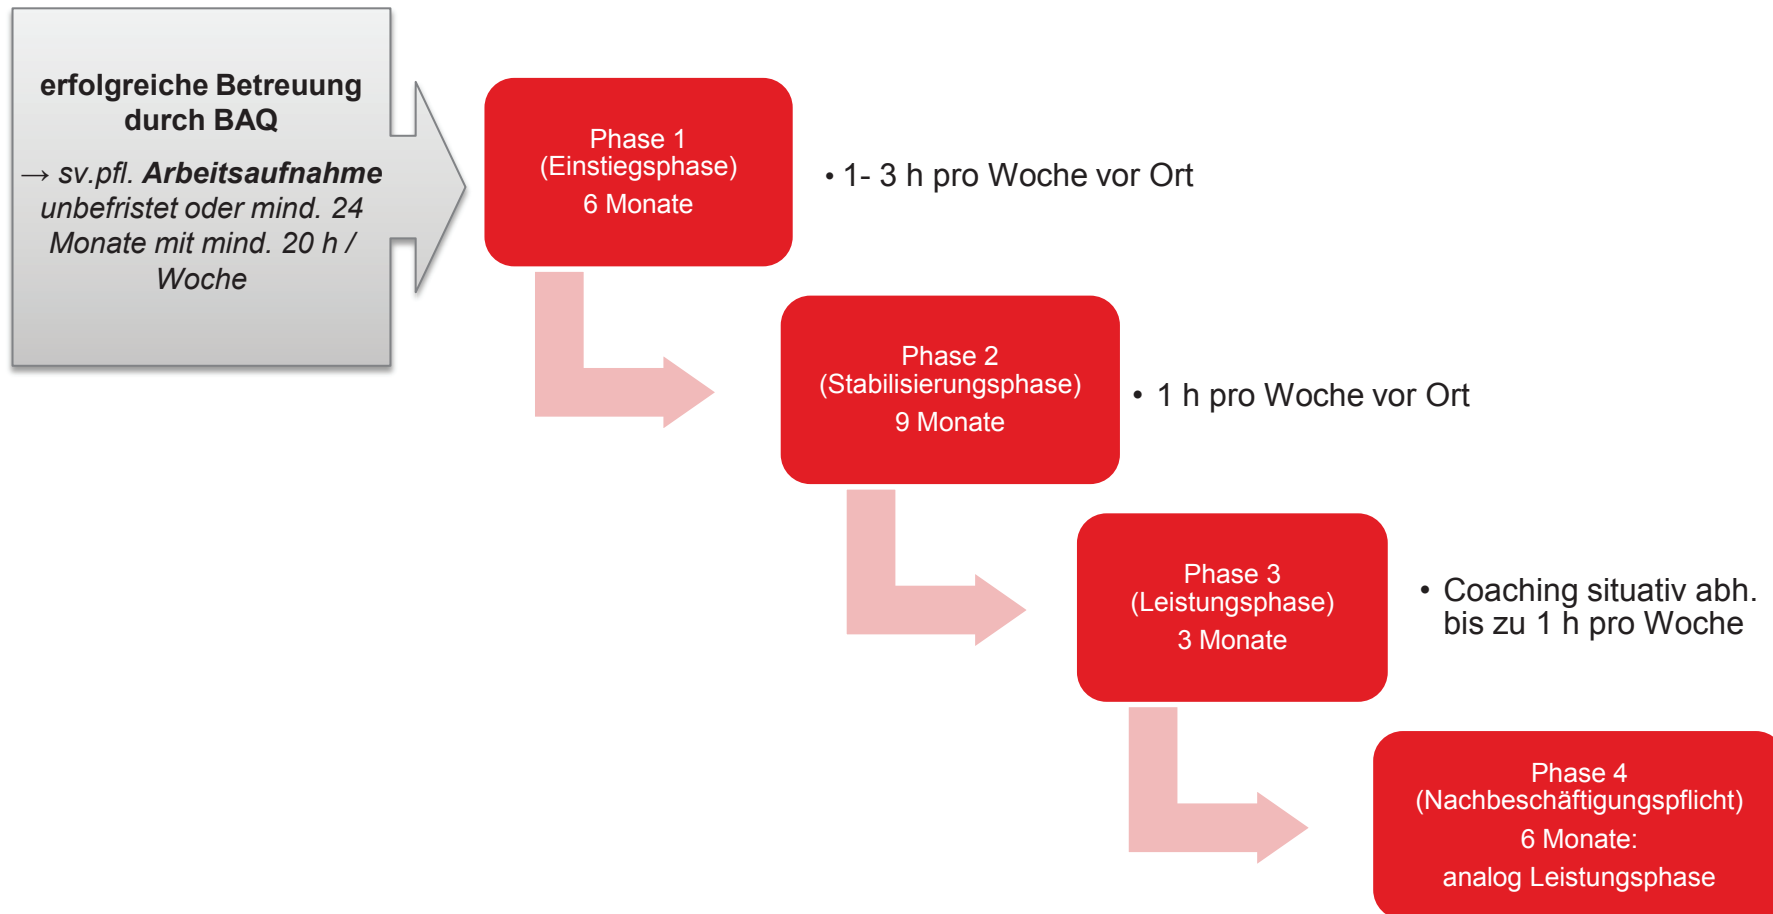 erfolgreiche Betreuung
durch BAQ
→ sv.pfl. Arbeitsaufnahme
unbefristet oder mind. 24
Monate mit mind. 20 h /
Woche
Phase 1
(Einstiegsphase)
6 Monate
• 1- 3 h pro Woche vor Ort
Phase 2
(Stabilisierungsphase)
9 Monate
• 1 h pro Woche vor Ort
Phase 3
(Leistungsphase)
3 Monate
• Coaching situativ abh.
bis zu 1 h pro Woche
Phase 4
(Nachbeschäftigungspflicht)
6 Monate:
analog Leistungsphase